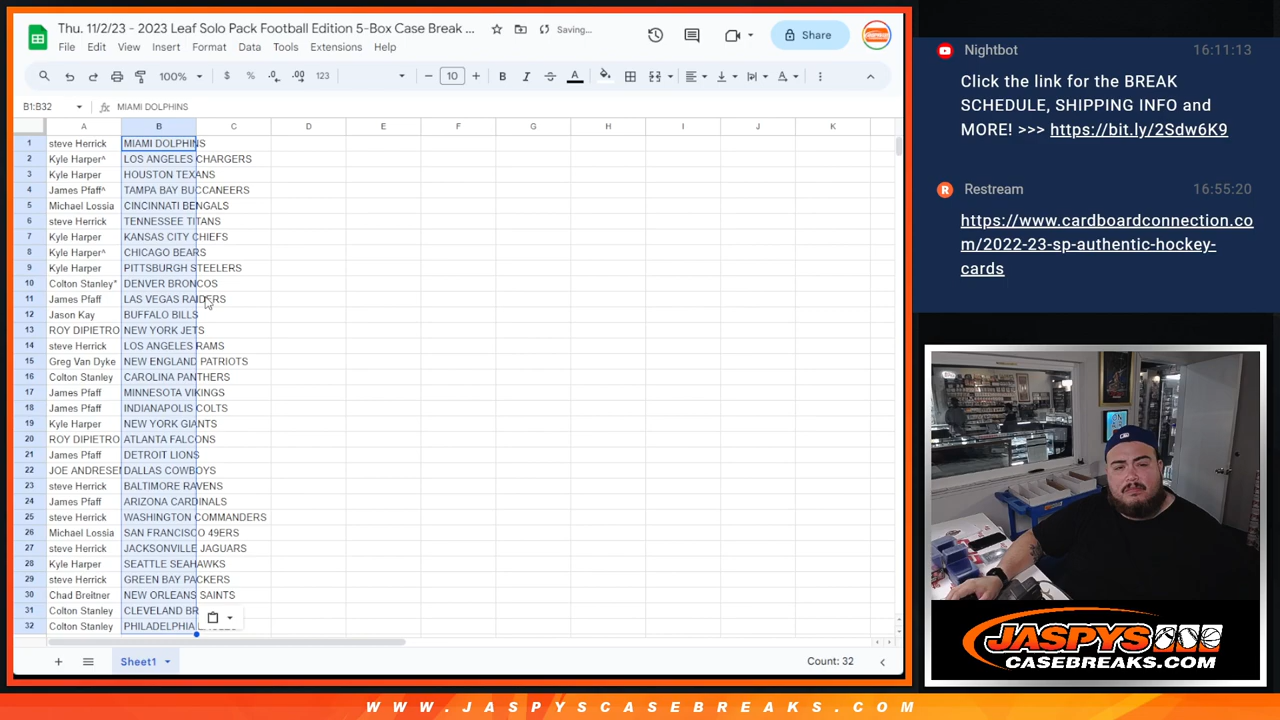 Thu. 11/2/23 - 2023 Leaf Solo Pack Football Edition 5-Box Case Break ...
Saving...
Share
File Edit View Insert Format Data Tools Extensions Help
100% $ % .0 .00 123 10 B I A
B1:B32 fx MIAMI DOLPHINS
A B C D E F G H I J K
1 steve Herrick MIAMI DOLPHINS
2 Kyle Harper^ LOS ANGELES CHARGERS
3 Kyle Harper HOUSTON TEXANS
4 James Pfaff^ TAMPA BAY BUCCANEERS
5 Michael Lossia CINCINNATI BENGALS
6 steve Herrick TENNESSEE TITANS
7 Kyle Harper KANSAS CITY CHIEFS
8 Kyle Harper^ CHICAGO BEARS
9 Kyle Harper PITTSBURGH STEELERS
10 Colton Stanley^ DENVER BRONCOS
11 James Pfaff LAS VEGAS RAIDERS
12 Jason Kay BUFFALO BILLS
13 ROY DIPIETRO NEW YORK JETS
14 steve Herrick LOS ANGELES RAMS
15 Greg Van Dyke NEW ENGLAND PATRIOTS
16 Colton Stanley CAROLINA PANTHERS
17 James Pfaff MINNESOTA VIKINGS
18 James Pfaff INDIANAPOLIS COLTS
19 Kyle Harper NEW YORK GIANTS
20 ROY DIPIETRO ATLANTA FALCONS
21 James Pfaff DETROIT LIONS
22 JOE ANDRESEN DALLAS COWBOYS
23 steve Herrick BALTIMORE RAVENS
24 James Pfaff ARIZONA CARDINALS
25 steve Herrick WASHINGTON COMMANDERS
26 Michael Lossia SAN FRANCISCO 49ERS
27 steve Herrick JACKSONVILLE JAGUARS
28 Kyle Harper SEATTLE SEAHAWKS
29 steve Herrick GREEN BAY PACKERS
30 Chad Breitner NEW ORLEANS SAINTS
31 Colton Stanley CLEVELAND BR
32 Colton Stanley PHILADELPHIA
Sheet1
Count: 32
Nightbot 16:11:13
Click the link for the BREAK
SCHEDULE, SHIPPING INFO and
MORE! >>> https://bit.ly/2Sdw6K9
Restream 16:55:20
https://www.cardboardconnection.co
m/2022-23-sp-authentic-hockey-
cards
JASPYS
CASEBREAKS.COM
WWW.JASPYSCASEBREAKS.COM